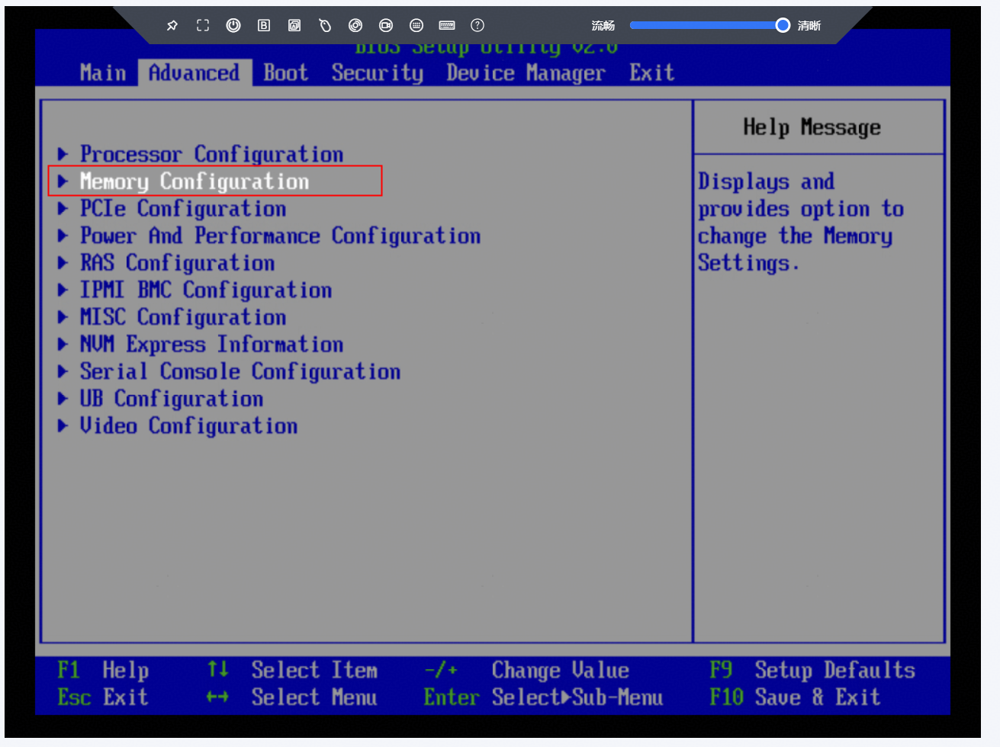 流畅 清晰
BIOS Setup Utility V2.0
Main Advanced Boot Security Device Manager Exit
Help Message
Processor Configuration
Memory Configuration
PCIe Configuration
Power And Performance Configuration
RAS Configuration
IPMI BMC Configuration
MISC Configuration
NVM Express Information
Serial Console Configuration
UB Configuration
Video Configuration
Displays and
provides option to
change the Memory
Settings.
F1 Help ↑↓ Select Item -/+ Change Value F9 Setup Defaults
Esc Exit ←→ Select Menu Enter Select▶Sub-Menu F10 Save & Exit